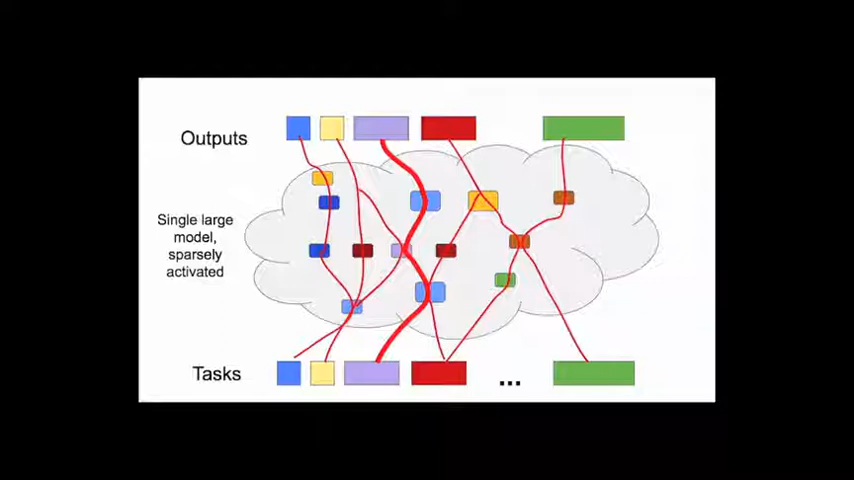 Outputs
Single large
model,
sparsely
activated
Tasks
...